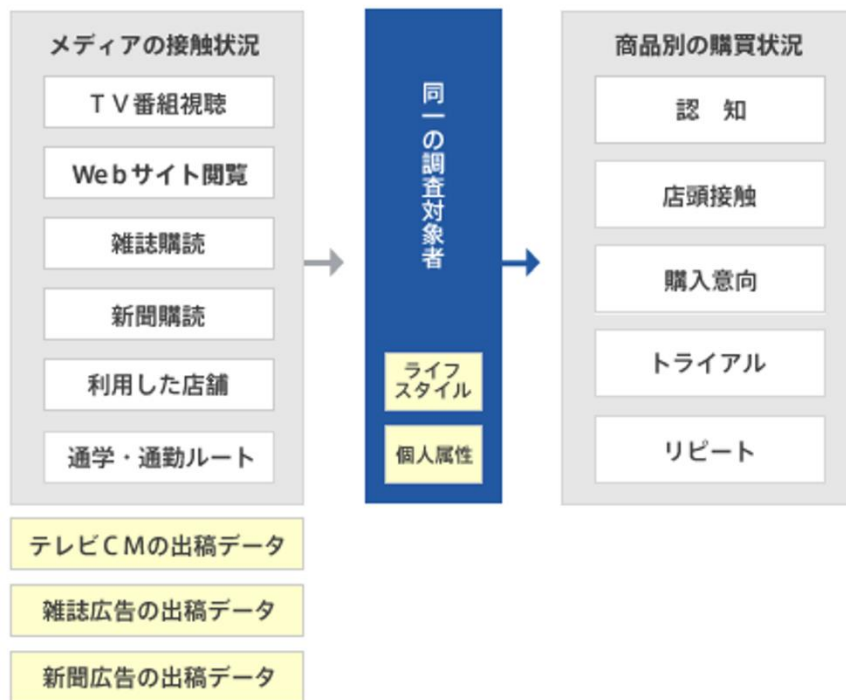 メディアの接触状況
ＴＶ番組視聴
Webサイト閲覧
雑誌購読
新聞購読
利用した店舗
通学・通勤ルート
テレビＣＭの出稿データ
雑誌広告の出稿データ
新聞広告の出稿データ
同一の調査対象者
ライフ
スタイル
個人属性
商品別の購買状況
認　知
店頭接触
購入意向
トライアル
リピート